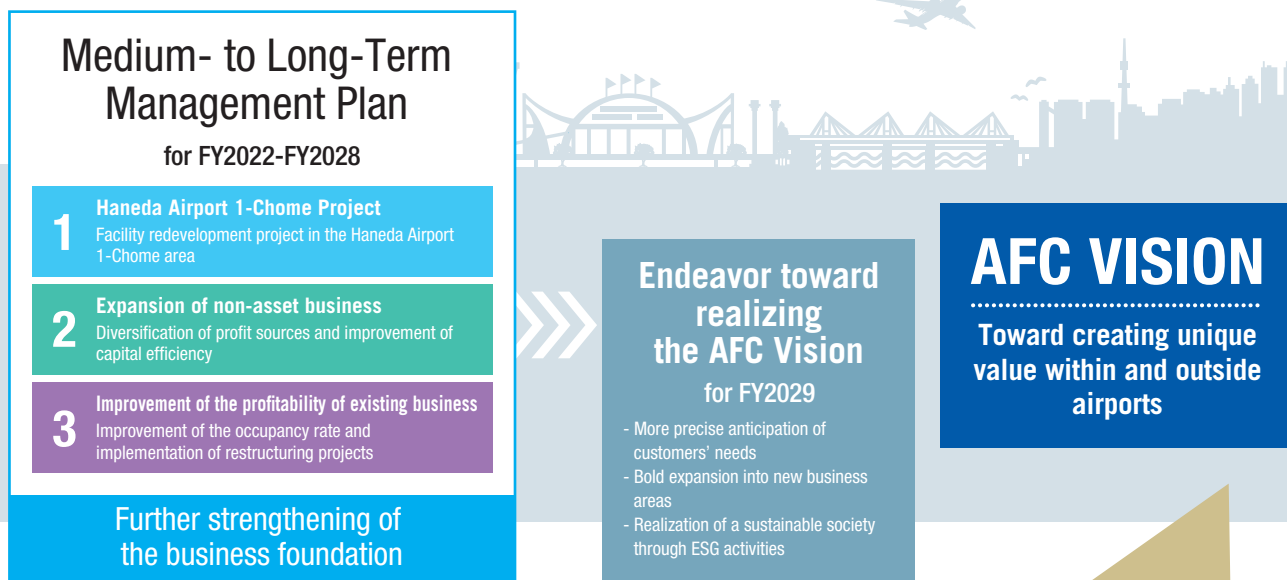 Medium- to Long-Term
Management Plan
for FY2022-FY2028
1
Haneda Airport 1-Chome Project
Facility redevelopment project in the Haneda Airport
1-Chome area
2
Expansion of non-asset business
Diversification of profit sources and improvement of
capital efficiency
3
Improvement of the profitability of existing business
Improvement of the occupancy rate and
implementation of restructuring projects
Further strengthening of
the business foundation
Endeavor toward
realizing
the AFC Vision
for FY2029
- More precise anticipation of
customers' needs
- Bold expansion into new business
areas
- Realization of a sustainable society
through ESG activities
AFC VISION
Toward creating unique
value within and outside
airports